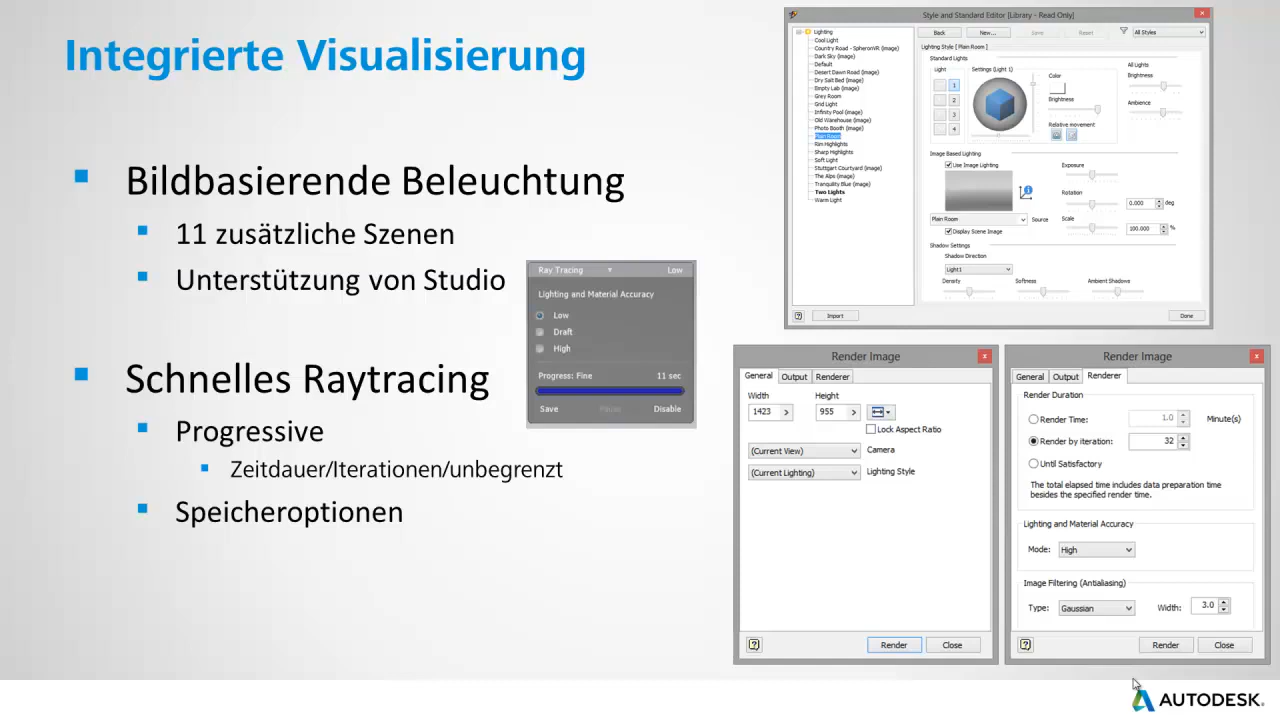 Integrierte Visualisierung
Bildbasierende Beleuchtung
11 zusätzliche Szenen
Unterstützung von Studio
Schnelles Raytracing
Progressive
Zeitdauer/Iterationen/unbegrenzt
Speicheroptionen
Ray Tracing Low
Lighting and Material Accuracy
Low
Draft
High
Progress: Fine 11 sec
Save Pause Disable
Style and Standard Editor [Library - Read Only]
Back New... Save Reset All Styles
Lighting
Cool Light
Country Road - SpheronVR (image)
Dark Sky (image)
Default
Desert Dawn Road (image)
Dry Salt Bed (image)
Empty Lab (image)
Grey Room
Grid Light
Infinity Pool (image)
Old Warehouse (image)
Photo Booth (image)
Plain Room
Rim Highlights
Sharp Highlights
Soft Light
Stuttgart Courtyard (image)
The Alps (image)
Tranquility Blue (image)
Two Lights
Warm Light
Lighting Style [ Plain Room ]
Standard Lights
Light Settings (Light 1) Color All Lights
1
2
3
4
Brightness
Relative movement
Brightness
Ambience
Image Based Lighting
Use Image Lighting
Plain Room Source
Display Scene Image
Exposure
Rotation
0.000 deg
Scale
100.000 %
Shadow Settings
Shadow Direction
Light1
Density Softness Ambient Shadows
Import Done
Render Image
General Output Renderer
Width Height
1423 955
Lock Aspect Ratio
(Current View) Camera
(Current Lighting) Lighting Style
Render Close
Render Image
General Output Renderer
Render Duration
Render Time: 1.0 Minute(s)
Render by iteration: 32
Until Satisfactory
The total elapsed time includes data preparation time
besides the specified render time.
Lighting and Material Accuracy
Mode: High
Image Filtering (Antialiasing)
Type: Gaussian Width: 3.0
Render Close
AUTODESK.